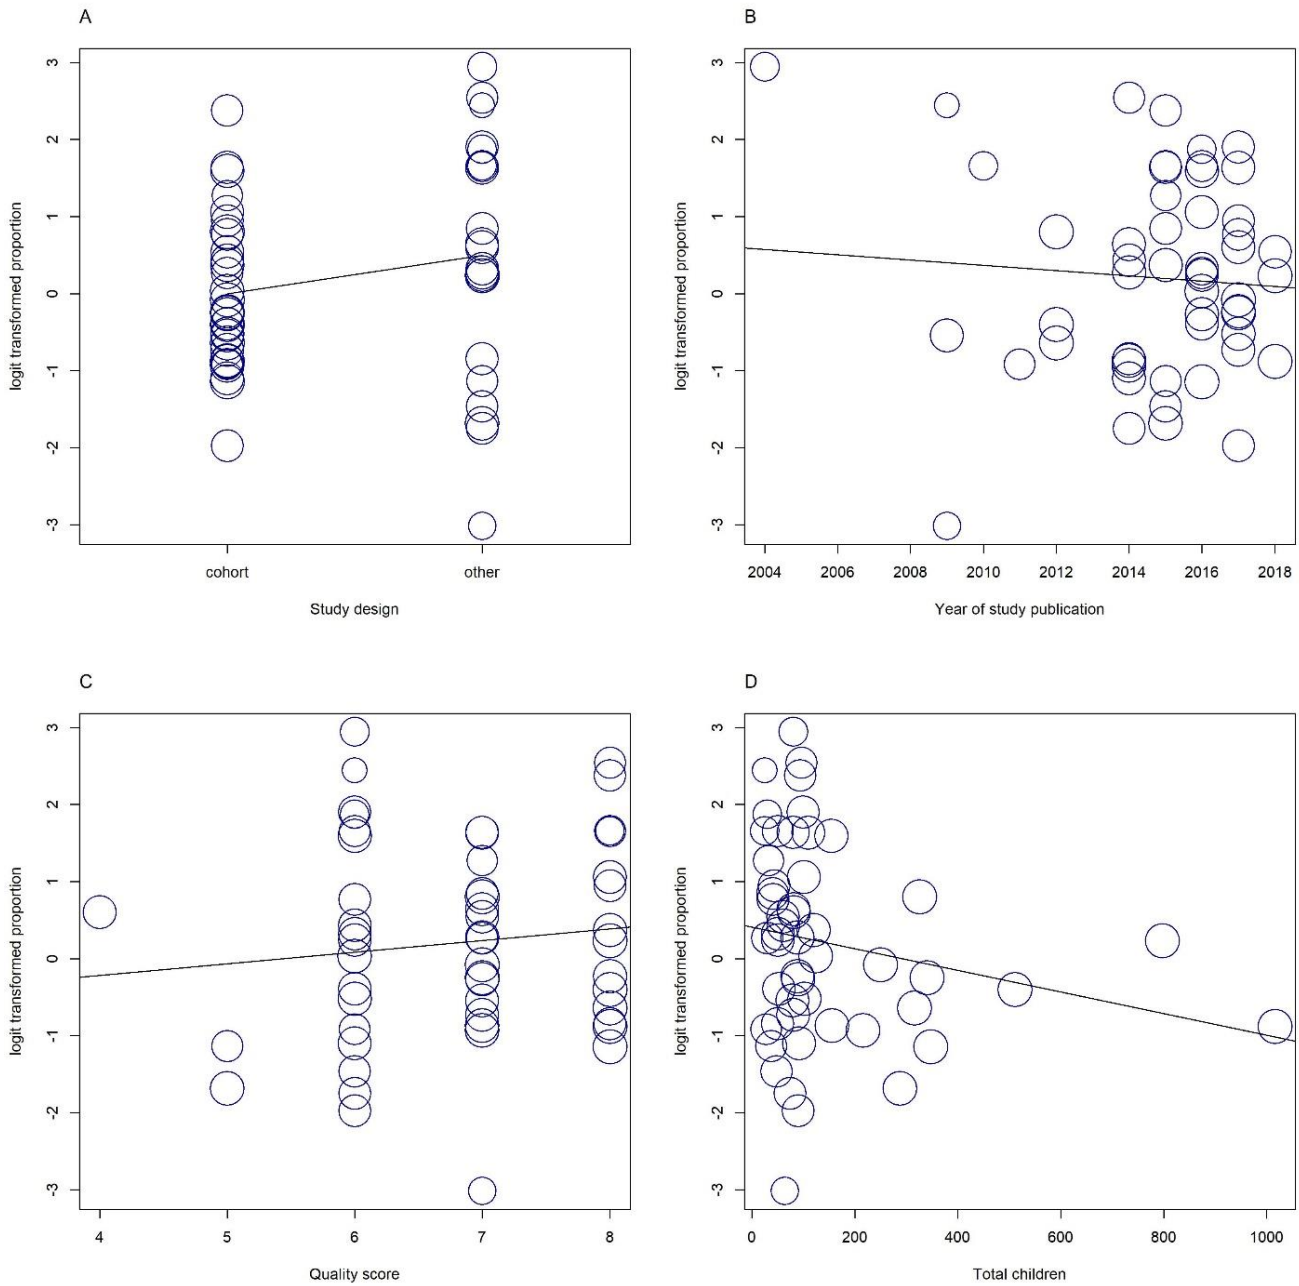 A
3
2
1
0
-1
-2
-3
logit transformed proportion
cohort other
Study design
B
3
2
1
0
-1
-2
-3
logit transformed proportion
2004 2006 2008 2010 2012 2014 2016 2018
Year of study publication
C
3
2
1
0
-1
-2
-3
logit transformed proportion
4 5 6 7 8
Quality score
D
3
2
1
0
-1
-2
-3
logit transformed proportion
0 200 400 600 800 1000
Total children